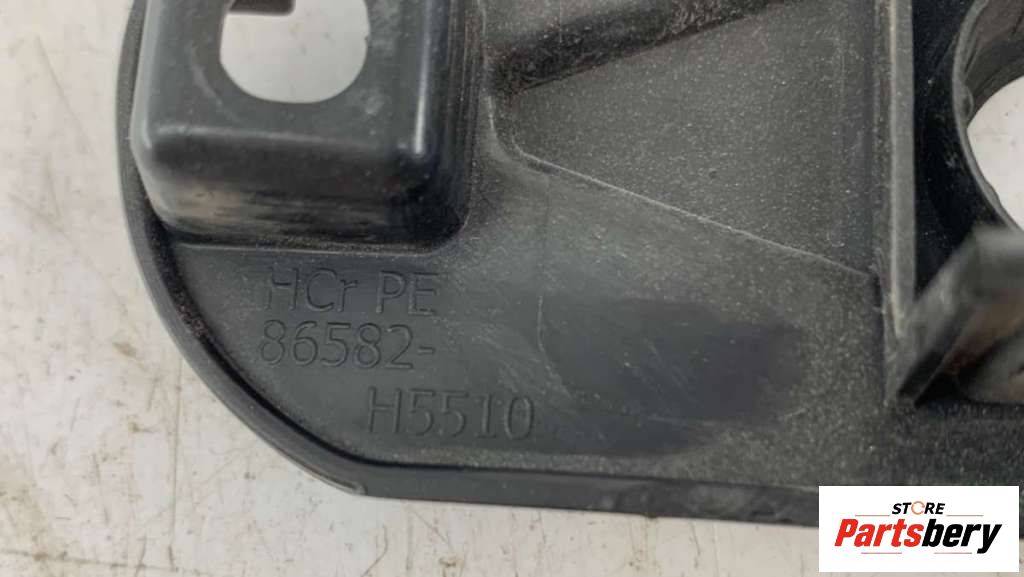 HCr PE
86582-
H5510
STORE
Partsbery